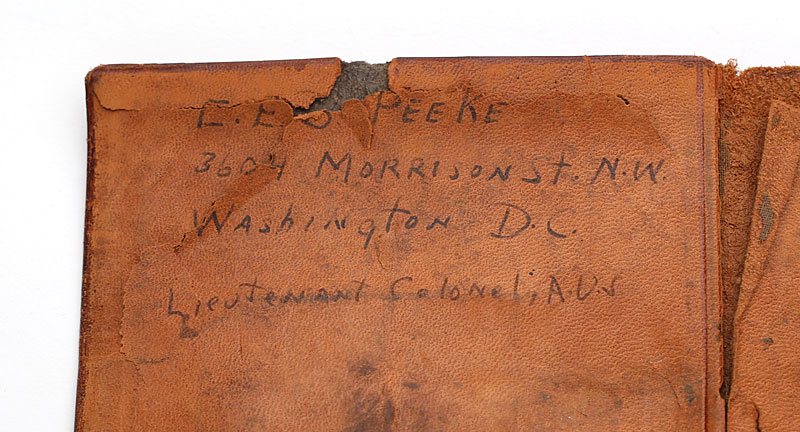 E. E. S PEEKE
3604 MORRISON St. N.W.
WAShINgtON D.C.
LieutENANt Colonel, A.U.S